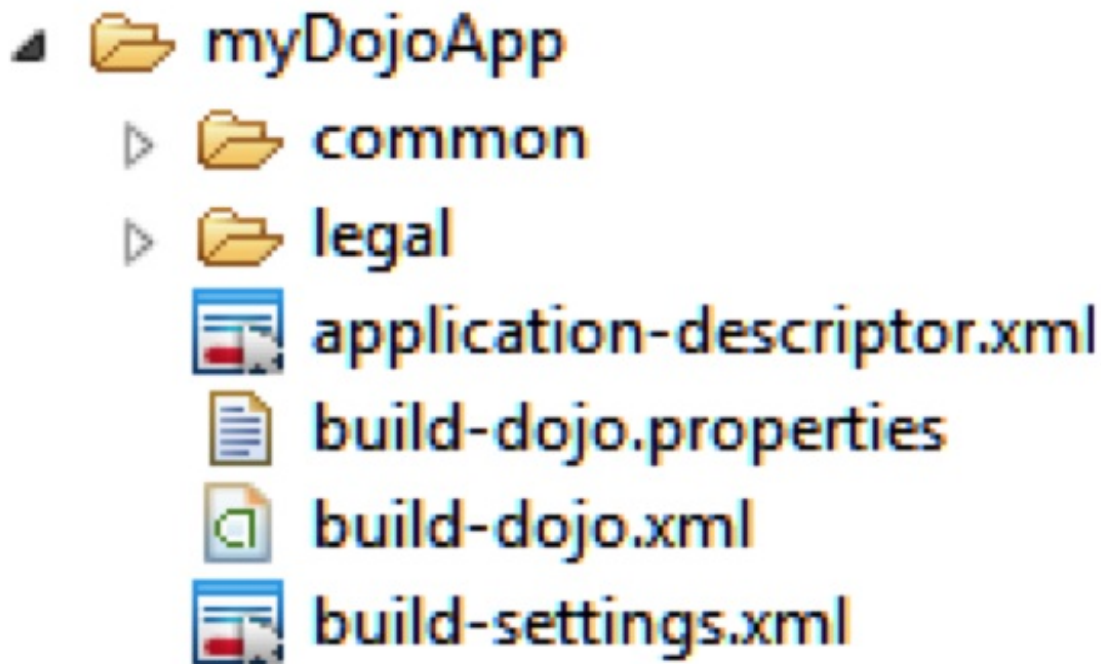 myDojoApp
common
legal
application-descriptor.xml
build-dojo.properties
build-dojo.xml
build-settings.xml